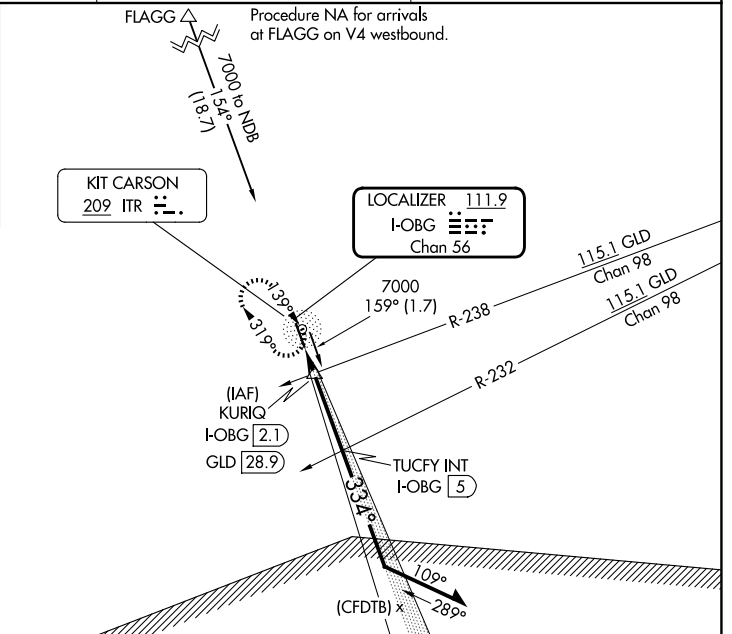 FLAGG
Procedure NA for arrivals
at FLAGG on V4 westbound.
7000 to NDB
154°
(18.7)
KIT CARSON
209 ITR
LOCALIZER 111.9
I-OBG
Chan 56
115.1 GLD
Chan 98
115.1 GLD
Chan 98
7000
159° (1.7)
139°
319°
R-238
R-232
(IAF)
KURIQ
I-OBG 2.1
GLD 28.9
TUCFY INT
I-OBG 5
334°
109°
289°
(CFDTB) x